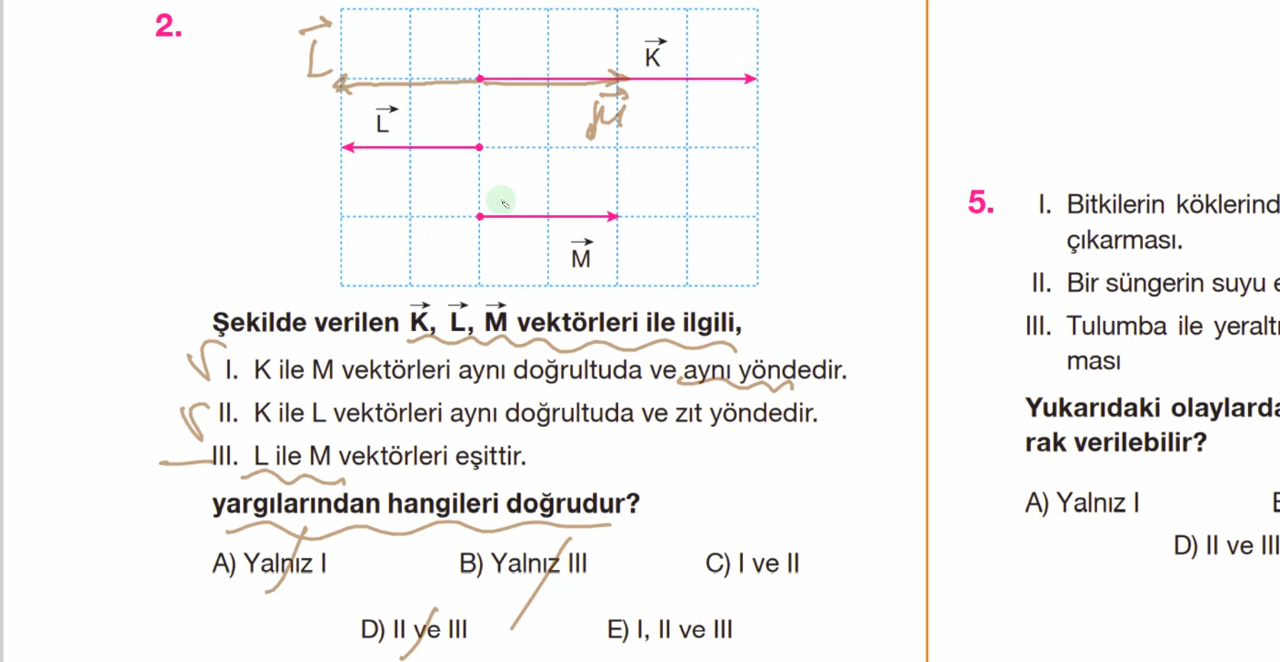 2.
L
K
M
L
M
Şekilde verilen K, L, M vektörleri ile ilgili,
I. K ile M vektörleri aynı doğrultuda ve aynı yöndedir.
II. K ile L vektörleri aynı doğrultuda ve zıt yöndedir.
III. L ile M vektörleri eşittir.
yargılarından hangileri doğrudur?
A) Yalnız I
B) Yalnız III
C) I ve II
D) II ve III
E) I, II ve III
5.
I. Bitkilerin köklerind
çıkarması.
II. Bir süngerin suyu e
III. Tulumba ile yeraltı
ması
Yukarıdaki olaylarda
rak verilebilir?
A) Yalnız I
D) II ve III